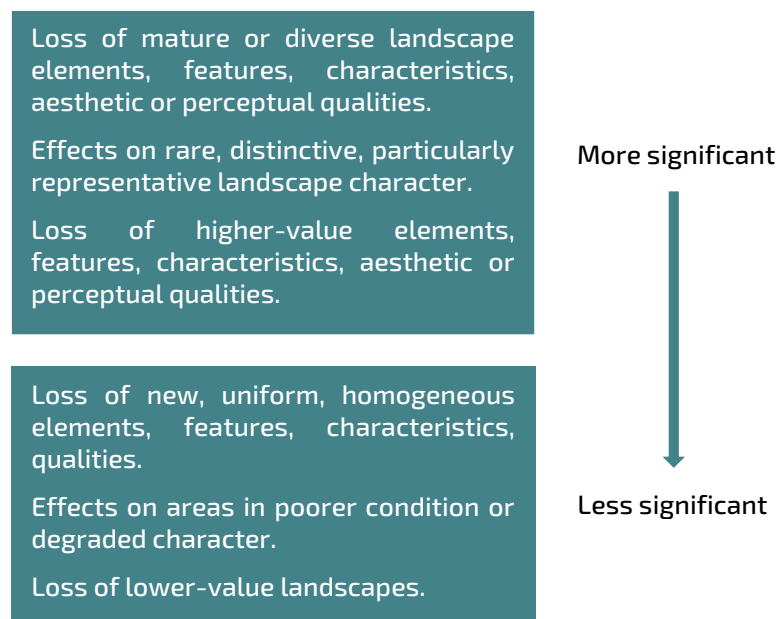 Loss of mature or diverse landscape
elements, features, characteristics,
aesthetic or perceptual qualities.
Effects on rare, distinctive, particularly
representative landscape character.
Loss of higher-value elements,
features, characteristics, aesthetic or
perceptual qualities.
More significant
Loss of new, uniform, homogeneous
elements, features, characteristics,
qualities.
Effects on areas in poorer condition or
degraded character.
Loss of lower-value landscapes.
Less significant